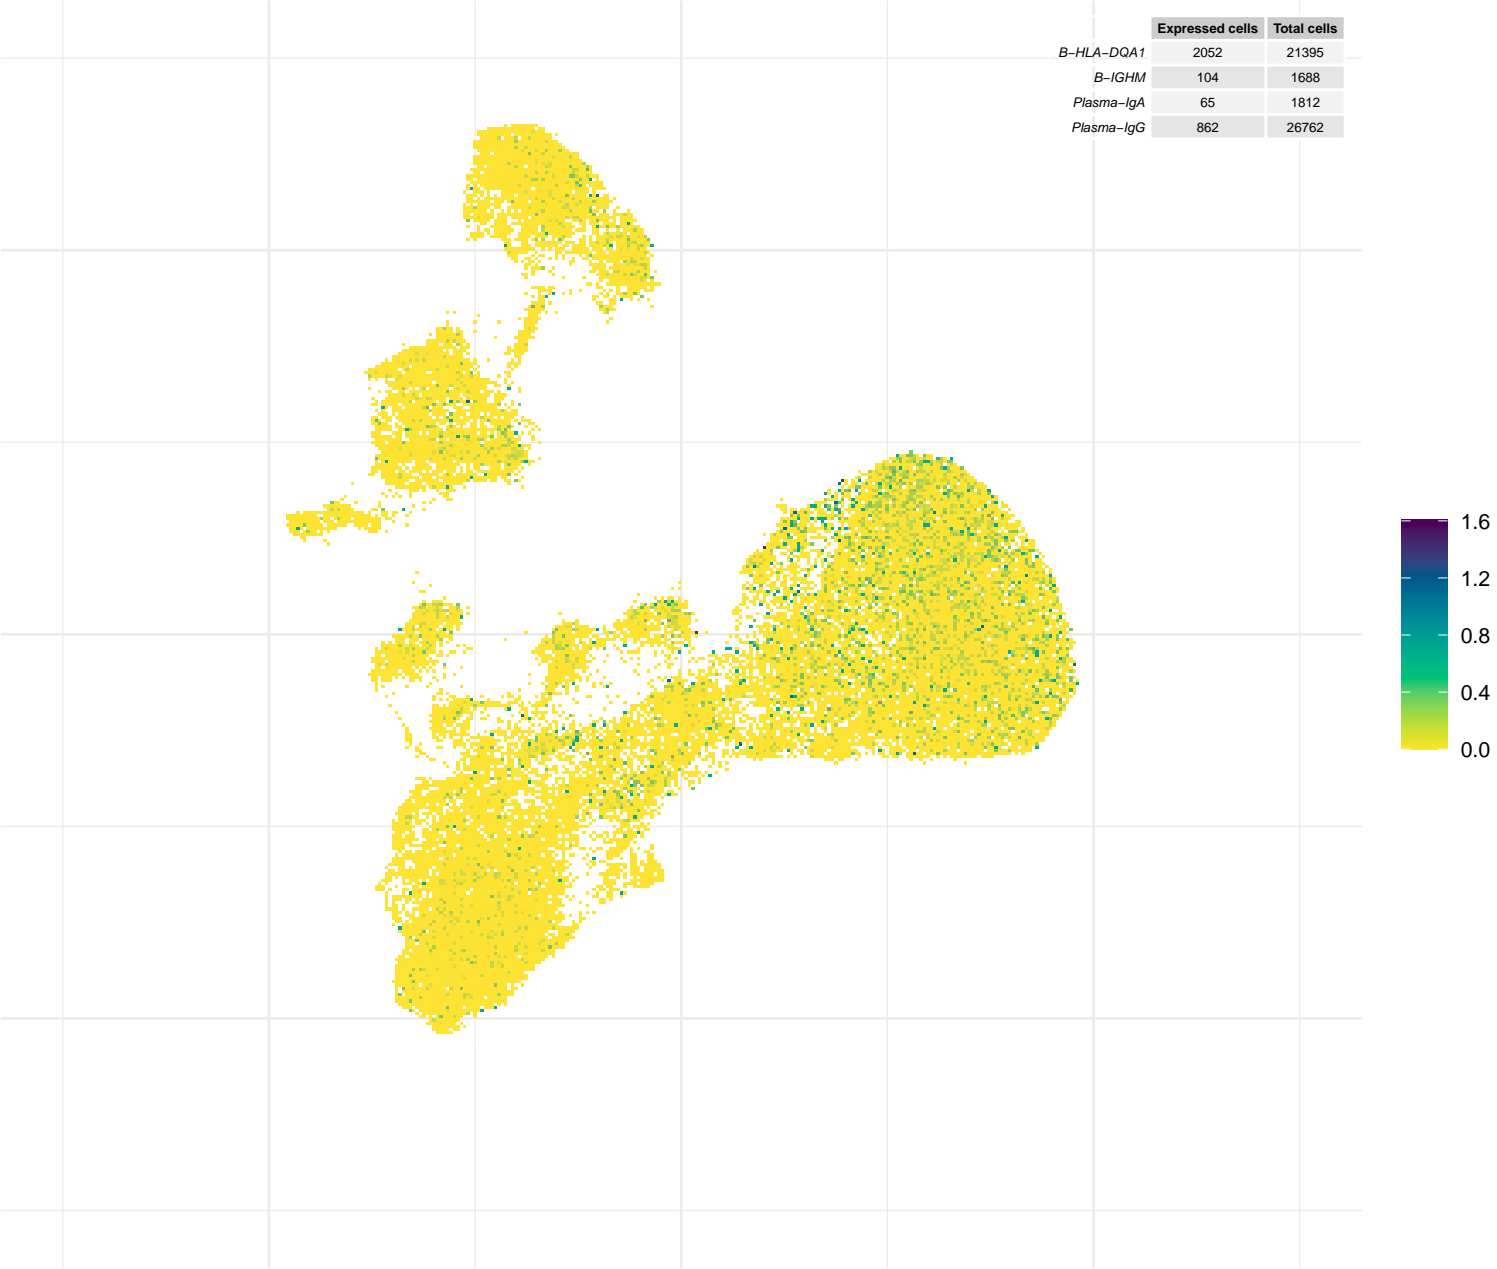 Expressed cells Total cells
B−HLA−DQA1 2052 21395
B−IGHM 104 1688
Plasma−IgA 65 1812
Plasma−IgG 862 26762
1.6
1.2
0.8
0.4
0.0